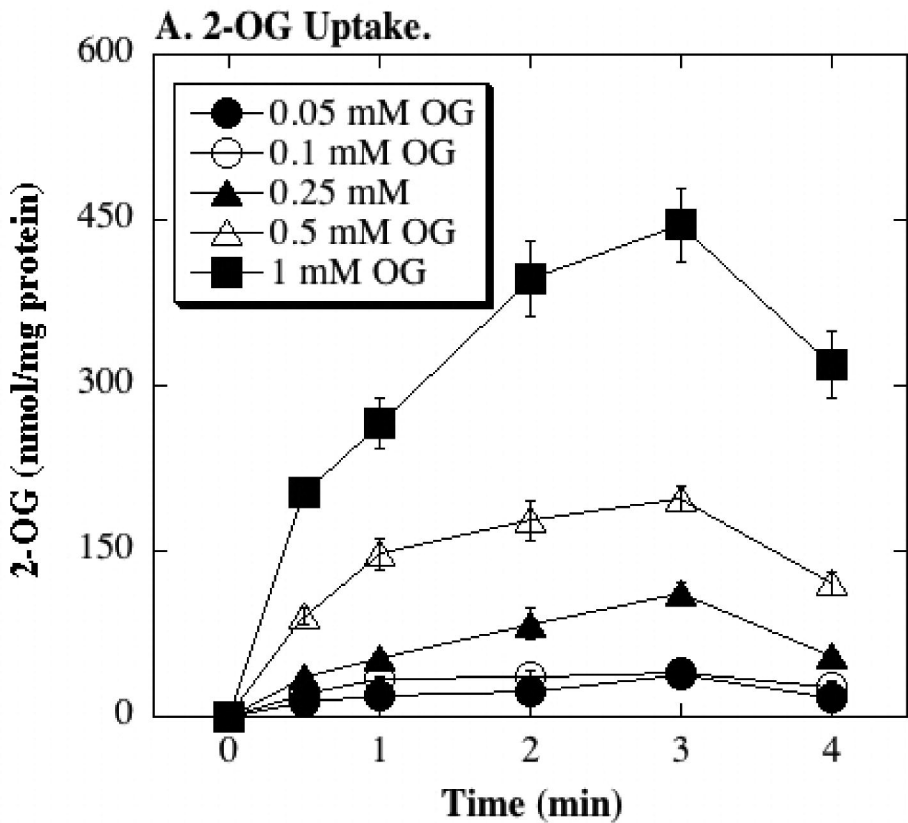 A. 2-OG Uptake.
600
450
300
150
0
0.05 mM OG
0.1 mM OG
0.25 mM
0.5 mM OG
1 mM OG
2-OG (nmol/mg protein)
0 1 2 3 4
Time (min)